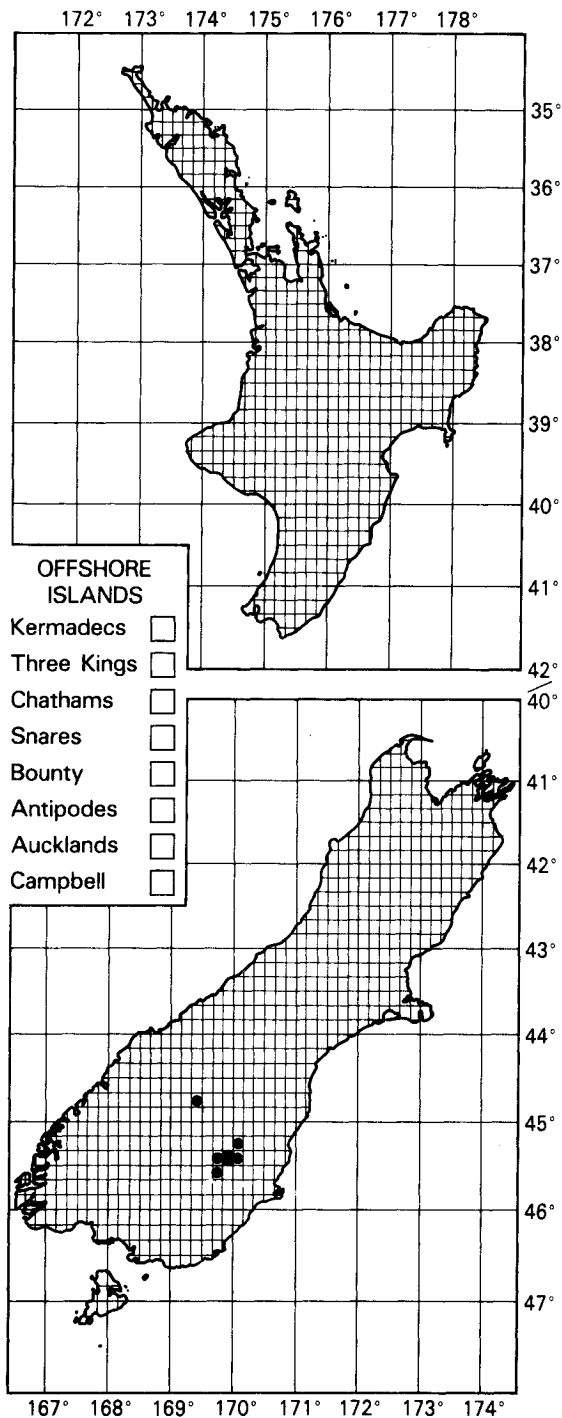 172° 173° 174° 175° 176° 177° 178°
35°
36°
37°
38°
39°
40°
41°
42°
OFFSHORE
ISLANDS
Kermadecs
Three Kings
Chathams
Snares
Bounty
Antipodes
Aucklands
Campbell
40°
41°
42°
43°
44°
45°
46°
47°
167° 168° 169° 170° 171° 172° 173° 174°